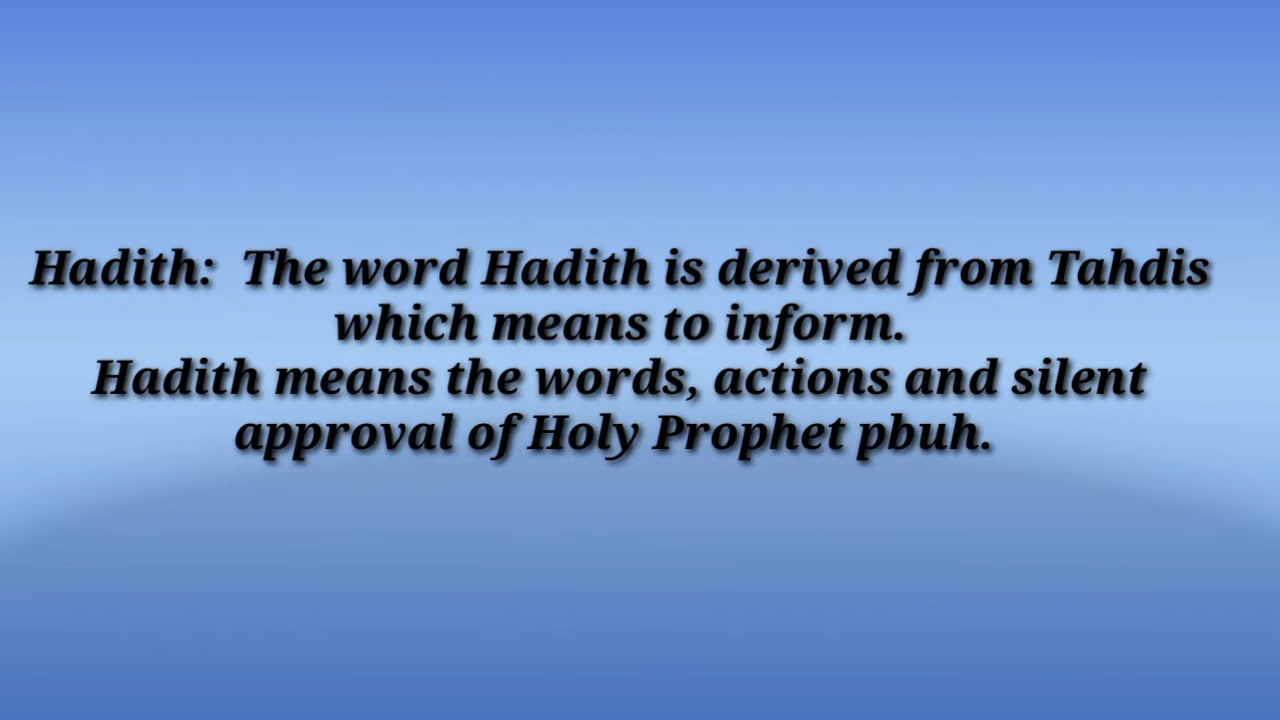 Hadith: The word Hadith is derived from Tahdis
which means to inform.
Hadith means the words, actions and silent
approval of Holy Prophet pbuh.